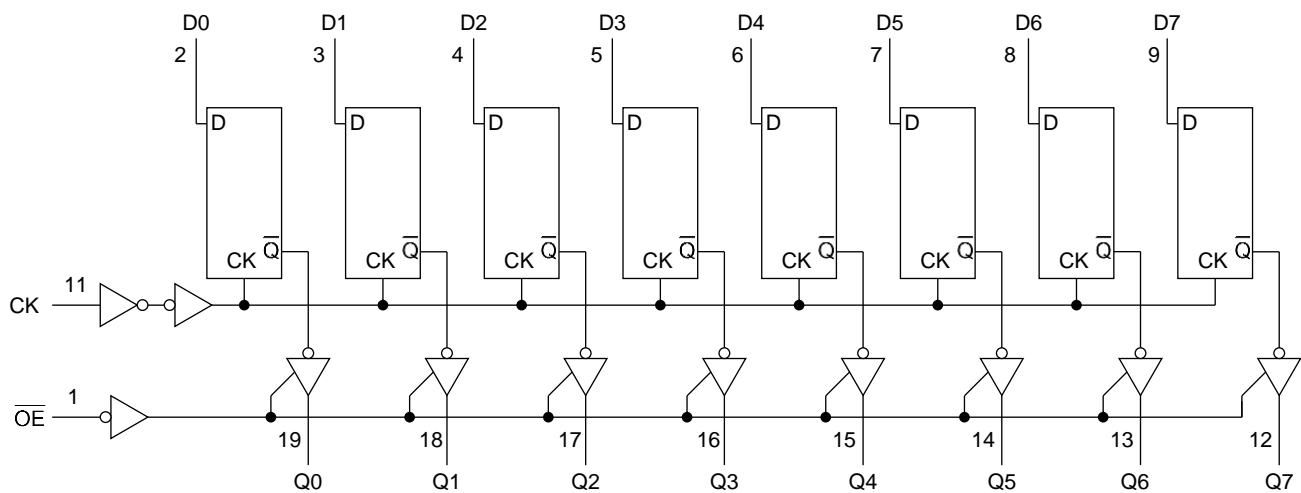 D0 D1 D2 D3 D4 D5 D6 D7
2 3 4 5 6 7 8 9
D D D D D D D D
Q̅ Q̅ Q̅ Q̅ Q̅ Q̅ Q̅ Q̅
CK CK CK CK CK CK CK CK
11
CK
1
O̅E̅
19 18 17 16 15 14 13 12
Q0 Q1 Q2 Q3 Q4 Q5 Q6 Q7